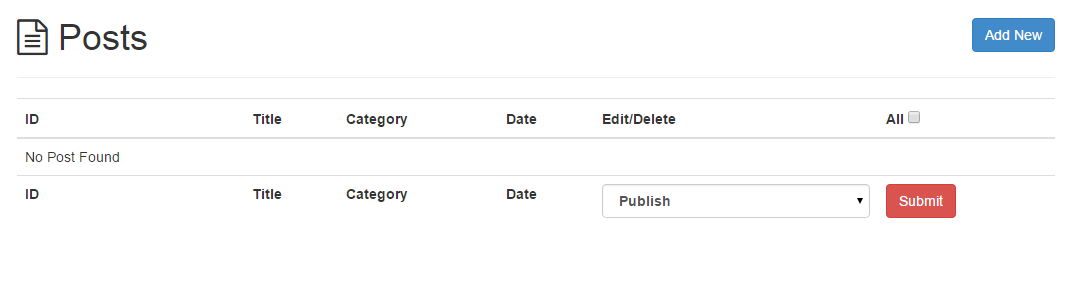 Posts
Add New
ID Title Category Date Edit/Delete All
No Post Found
ID Title Category Date Publish Submit